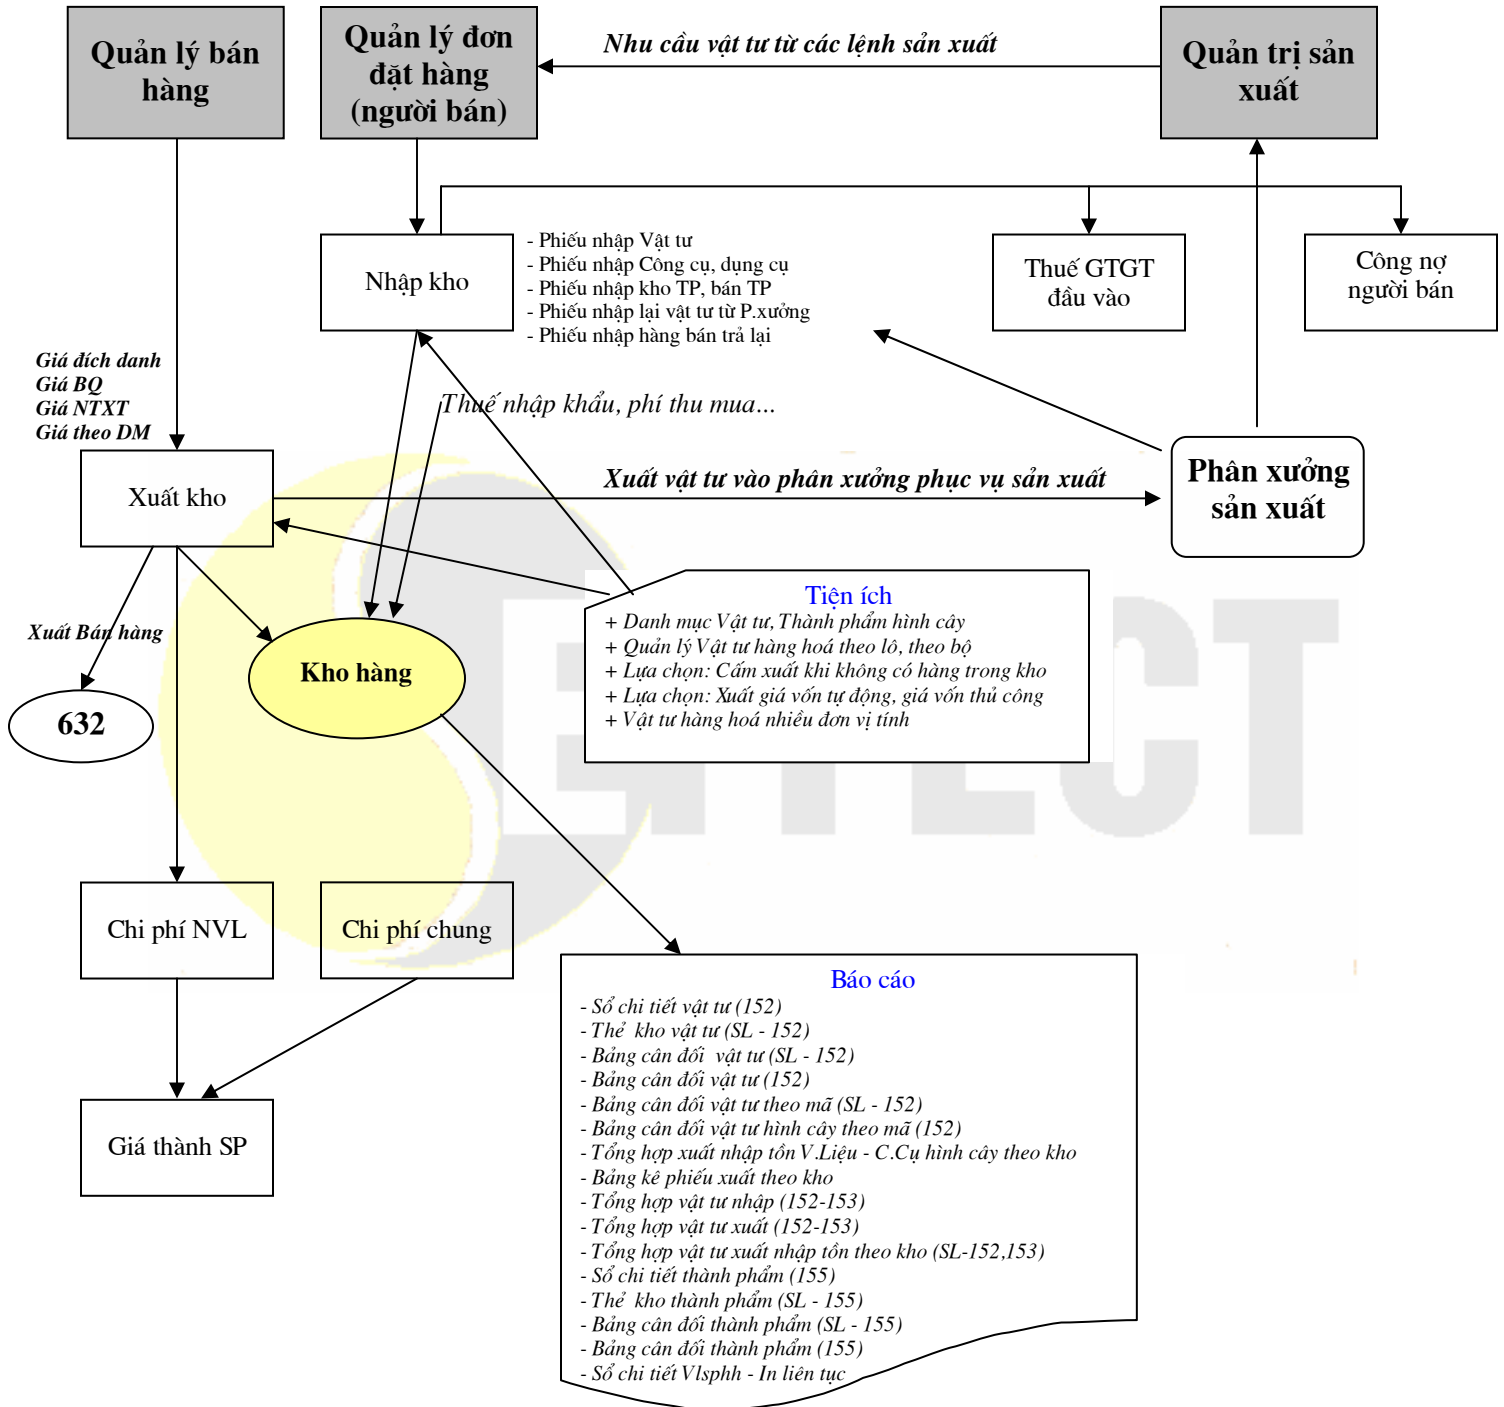 Quản lý bán
hàng
Quản lý đơn
đặt hàng
(người bán)
Nhu cầu vật tư từ các lệnh sản xuất
Quản trị sản
xuất
Nhập kho
- Phiếu nhập Vật tư
- Phiếu nhập Công cụ, dụng cụ
- Phiếu nhập kho TP, bán TP
- Phiếu nhập lại vật tư từ P.xưởng
- Phiếu nhập hàng bán trả lại
Thuế GTGT
đầu vào
Công nợ
người bán
Giá đích danh
Giá BQ
Giá NTXT
Giá theo DM
Thuế nhập khẩu, phí thu mua...
Xuất kho
Xuất vật tư vào phân xưởng phục vụ sản xuất
Phân xưởng
sản xuất
Tiện ích
+ Danh mục Vật tư, Thành phẩm hình cây
+ Quản lý Vật tư hàng hoá theo lô, theo bộ
+ Lựa chọn: Cấm xuất khi không có hàng trong kho
+ Lựa chọn: Xuất giá vốn tự động, giá vốn thủ công
+ Vật tư hàng hoá nhiều đơn vị tính
Xuất Bán hàng
Kho hàng
632
Chi phí NVL
Chi phí chung
Giá thành SP
Báo cáo
- Sổ chi tiết vật tư (152)
- Thẻ kho vật tư (SL - 152)
- Bảng cân đối vật tư (SL - 152)
- Bảng cân đối vật tư (152)
- Bảng cân đối vật tư theo mã (SL - 152)
- Bảng cân đối vật tư hình cây theo mã (152)
- Tổng hợp xuất nhập tồn V.Liệu - C.Cụ hình cây theo kho
- Bảng kê phiếu xuất theo kho
- Tổng hợp vật tư nhập (152-153)
- Tổng hợp vật tư xuất (152-153)
- Tổng hợp vật tư xuất nhập tồn theo kho (SL-152,153)
- Sổ chi tiết thành phẩm (155)
- Thẻ kho thành phẩm (SL - 155)
- Bảng cân đối thành phẩm (SL - 155)
- Bảng cân đối thành phẩm (155)
- Sổ chi tiết Vlsphh - In liên tục